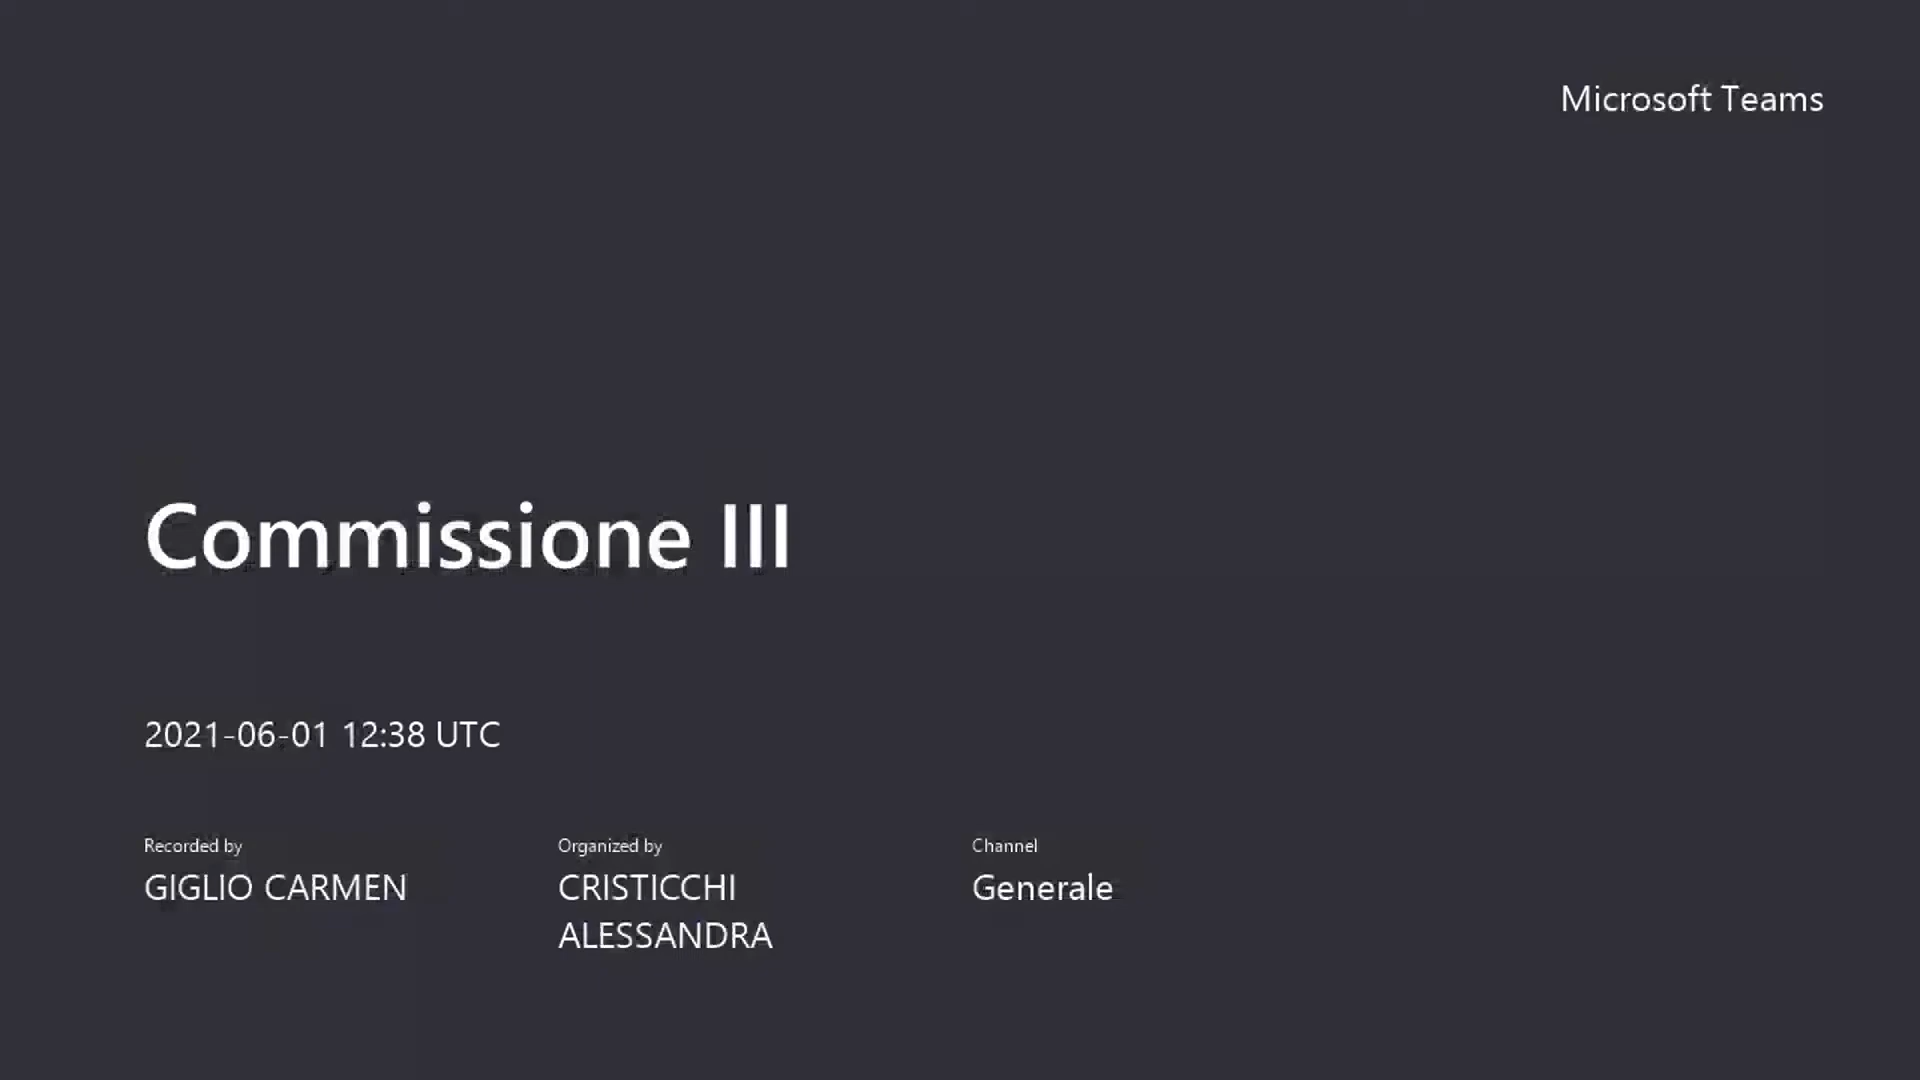 Microsoft Teams
Commissione III
2021-06-01 12:38 UTC
Recorded by
GIGLIO CARMEN
Organized by
CRISTICCHI
ALESSANDRA
Channel
Generale